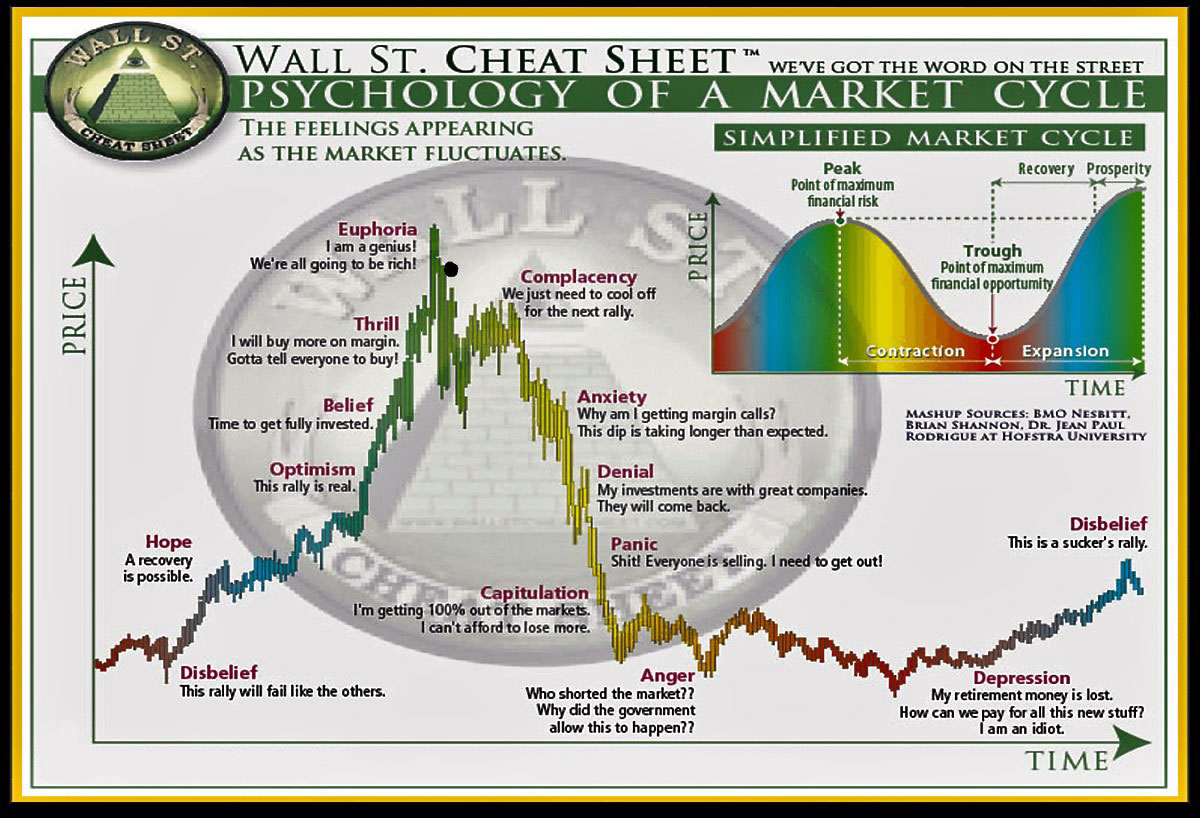 WALL ST.
CHEAT SHEET
WALL ST. CHEAT SHEET™ WE'VE GOT THE WORD ON THE STREET
PSYCHOLOGY OF A MARKET CYCLE
THE FEELINGS APPEARING
AS THE MARKET FLUCTUATES.
SIMPLIFIED MARKET CYCLE
Peak
Point of maximum
financial risk
Recovery
Prosperity
Trough
Point of maximum
financial opportunity
Contraction
Expansion
PRICE
TIME
MASHUP SOURCES: BMO NESBITT,
BRIAN SHANNON, DR. JEAN PAUL
RODRIGUE AT HOFSTRA UNIVERSITY
WALL ST.
CHEAT SHEET
PRICE
Euphoria
I am a genius!
We're all going to be rich!
Complacency
We just need to cool off
for the next rally.
Thrill
I will buy more on margin.
Gotta tell everyone to buy!
Belief
Time to get fully invested.
Anxiety
Why am I getting margin calls?
This dip is taking longer than expected.
Optimism
This rally is real.
Denial
My investments are with great companies.
They will come back.
Hope
A recovery
is possible.
Panic
Shit! Everyone is selling. I need to get out!
Disbelief
This is a sucker's rally.
Capitulation
I'm getting 100% out of the markets.
I can't afford to lose more.
Disbelief
This rally will fail like the others.
Anger
Who shorted the market??
Why did the government
allow this to happen??
Depression
My retirement money is lost.
How can we pay for all this new stuff?
I am an idiot.
TIME